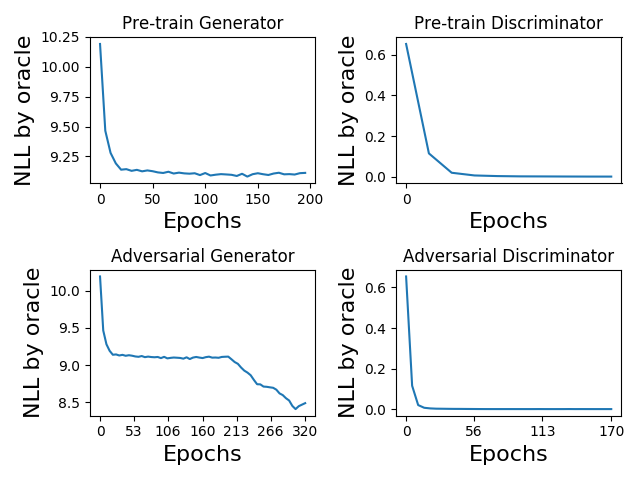 Pre-train Generator
NLL by oracle
10.25
10.00
9.75
9.50
9.25
0
50
100
150
200
Epochs
Pre-train Discriminator
NLL by oracle
0.6
0.4
0.2
0.0
0
Epochs
Adversarial Generator
NLL by oracle
10.0
9.5
9.0
8.5
0
53
106
160
213
266
320
Epochs
Adversarial Discriminator
NLL by oracle
0.6
0.4
0.2
0.0
0
56
113
170
Epochs